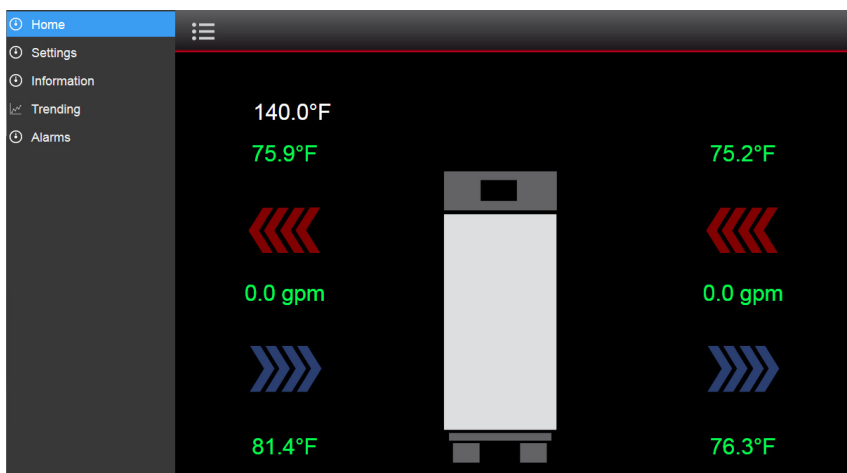 Home
Settings
Information
Trending
Alarms
140.0°F
75.9°F
75.2°F
0.0 gpm
0.0 gpm
81.4°F
76.3°F